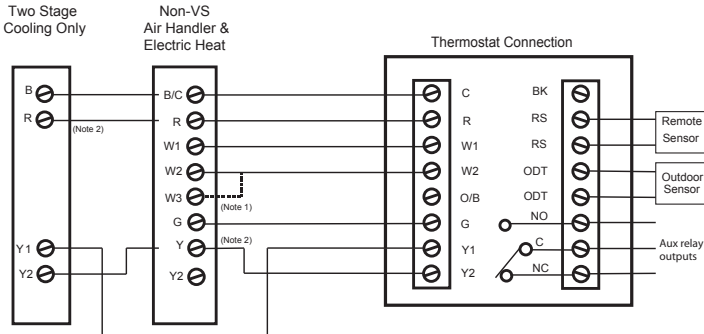 Two Stage
Cooling Only
Non-VS
Air Handler &
Electric Heat
Thermostat Connection
B
R
(Note 2)
Y1
Y2
B/C
R
W1
W2
W3
(Note 1)
G
Y
(Note 2)
Y2
C
R
W1
W2
O/B
G
Y1
Y2
BK
RS
RS
ODT
ODT
NO
C
NC
Remote
Sensor
Outdoor
Sensor
Aux relay
outputs